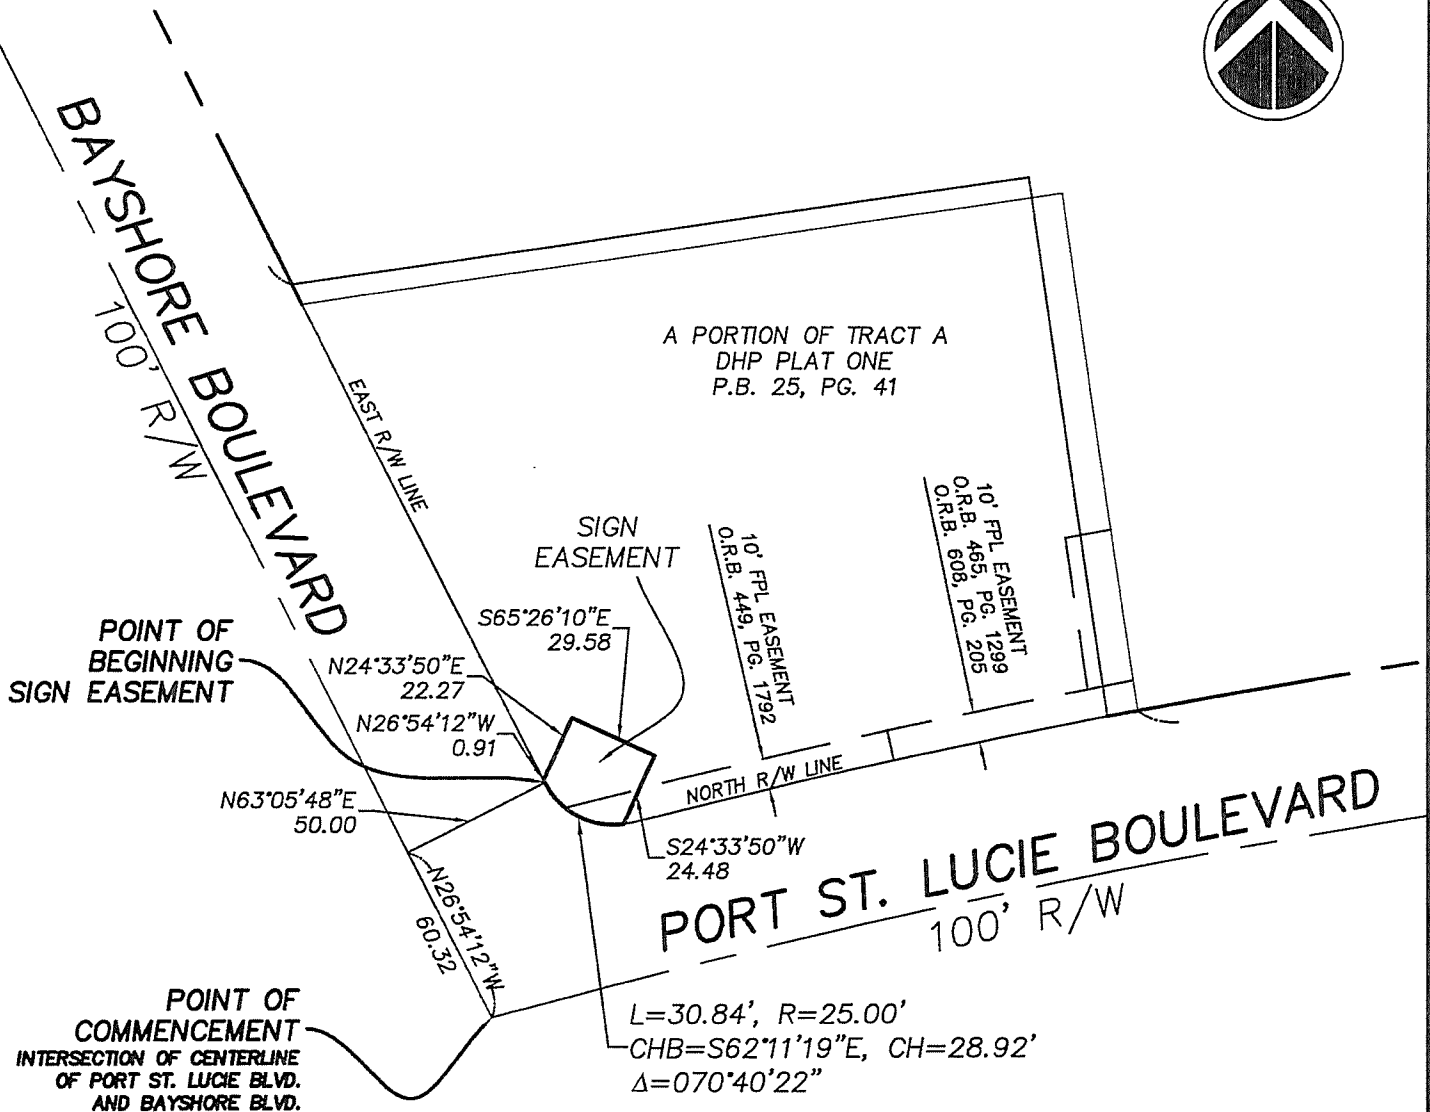 BAYSHORE BOULEVARD
100' R/W
EAST R/W LINE
A PORTION OF TRACT A
DHP PLAT ONE
P.B. 25, PG. 41
SIGN
EASEMENT
10' FPL EASEMENT
O.R.B. 449, PG. 1792
10' FPL EASEMENT
O.R.B. 465, PG. 1299
O.R.B. 608, PG. 205
S65°26'10"E
29.58
POINT OF
BEGINNING
SIGN EASEMENT
N24°33'50"E
22.27
N26°54'12"W
0.91
N63°05'48"E
50.00
NORTH R/W LINE
S24°33'50"W
24.48
PORT ST. LUCIE BOULEVARD
100' R/W
N26°54'12"W
60.32
POINT OF
COMMENCEMENT
INTERSECTION OF CENTERLINE
OF PORT ST. LUCIE BLVD.
AND BAYSHORE BLVD.
L=30.84', R=25.00'
CHB=S62°11'19"E, CH=28.92'
Δ=070°40'22"